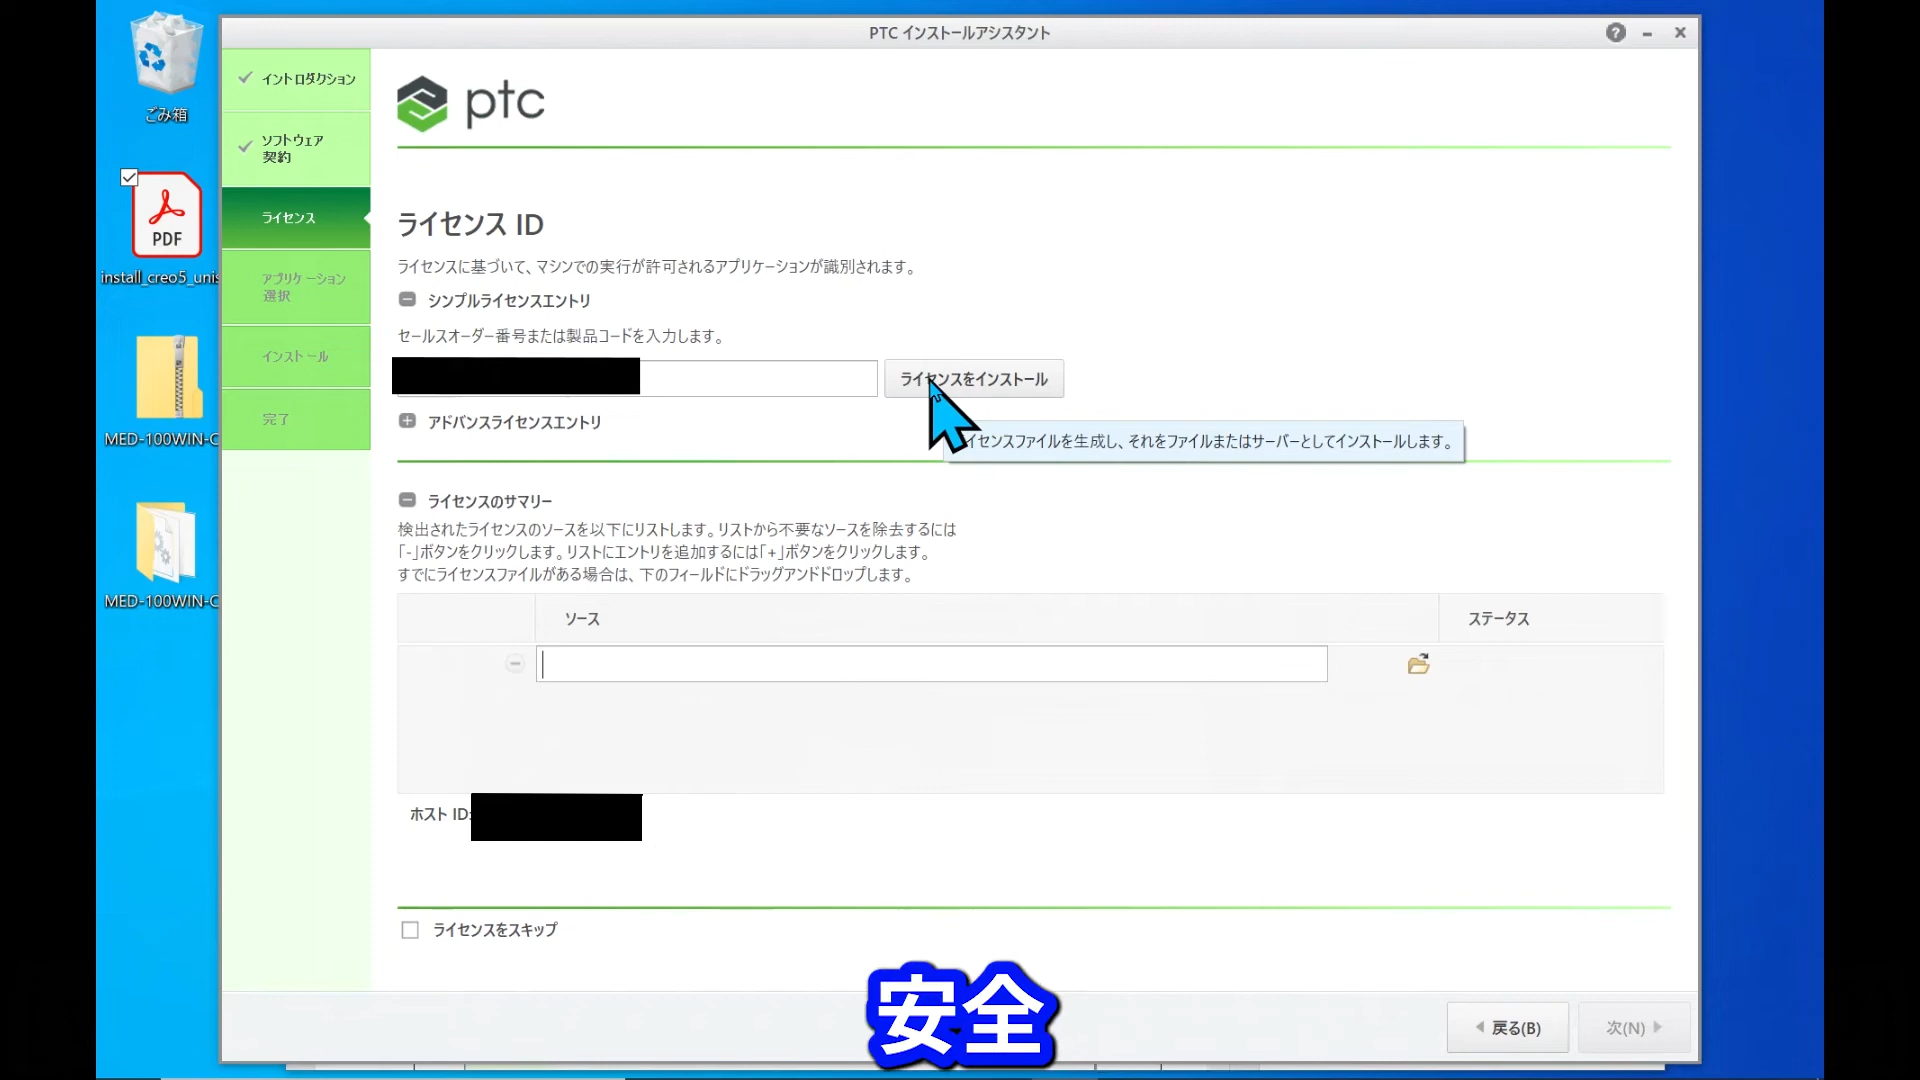 PTC インストールアシスタント
ごみ箱
PDF
install_creo5_unis
MED-100WIN-C
MED-100WIN-C
イントロダクション
ソフトウェア
契約
ライセンス
アプリケーション
選択
インストール
完了
ptc
ライセンス ID
ライセンスに基づいて、マシンでの実行が許可されるアプリケーションが識別されます。
シンプルライセンスエントリ
セールスオーダー番号または製品コードを入力します。
ライセンスをインストール
アドバンスライセンスエントリ
イセンスファイルを生成し、それをファイルまたはサーバーとしてインストールします。
ライセンスのサマリー
検出されたライセンスのソースを以下にリストします。リストから不要なソースを除去するには
「-」ボタンをクリックします。リストにエントリを追加するには「+」ボタンをクリックします。
すでにライセンスファイルがある場合は、下のフィールドにドラッグアンドドロップします。
ソース
ステータス
ホスト ID:
ライセンスをスキップ
安全
戻る(B)
次(N)